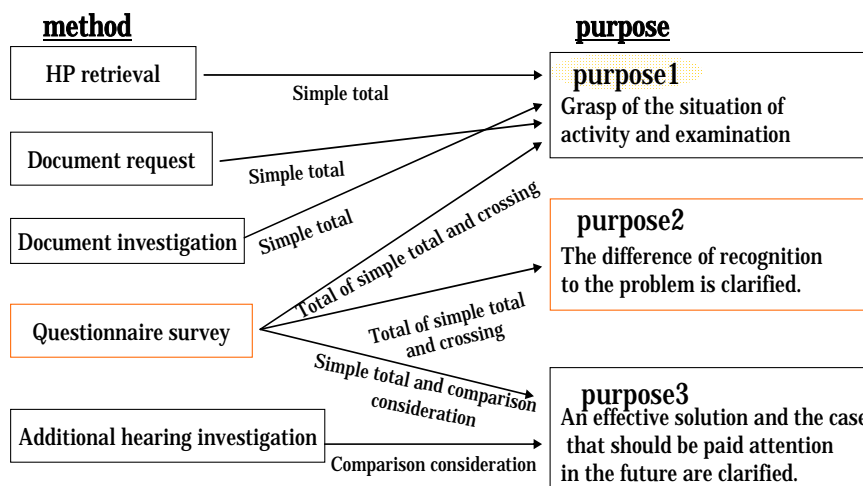 method
purpose
HP retrieval
Simple total
purpose1
Grasp of the situation of
activity and examination
Document request
Simple total
Document investigation
Simple total
Total of simple total and crossing
purpose2
The difference of recognition
to the problem is clarified.
Questionnaire survey
Total of simple total
and crossing
Simple total and comparison
consideration
purpose3
An effective solution and the case
that should be paid attention
in the future are clarified.
Additional hearing investigation
Comparison consideration